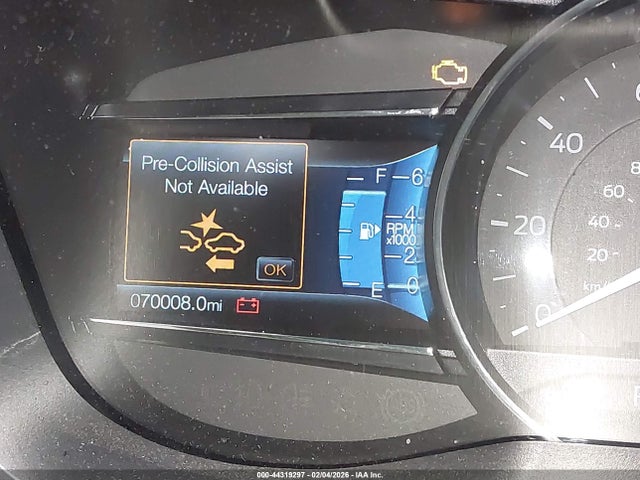 Pre-Collision Assist
Not Available
OK
070008.0mi
F
E
6
4
RPM
x1000
2
0
40
20
0
60
40
20
km/
000-44319297 - 02/04/2026 - IAA Inc.